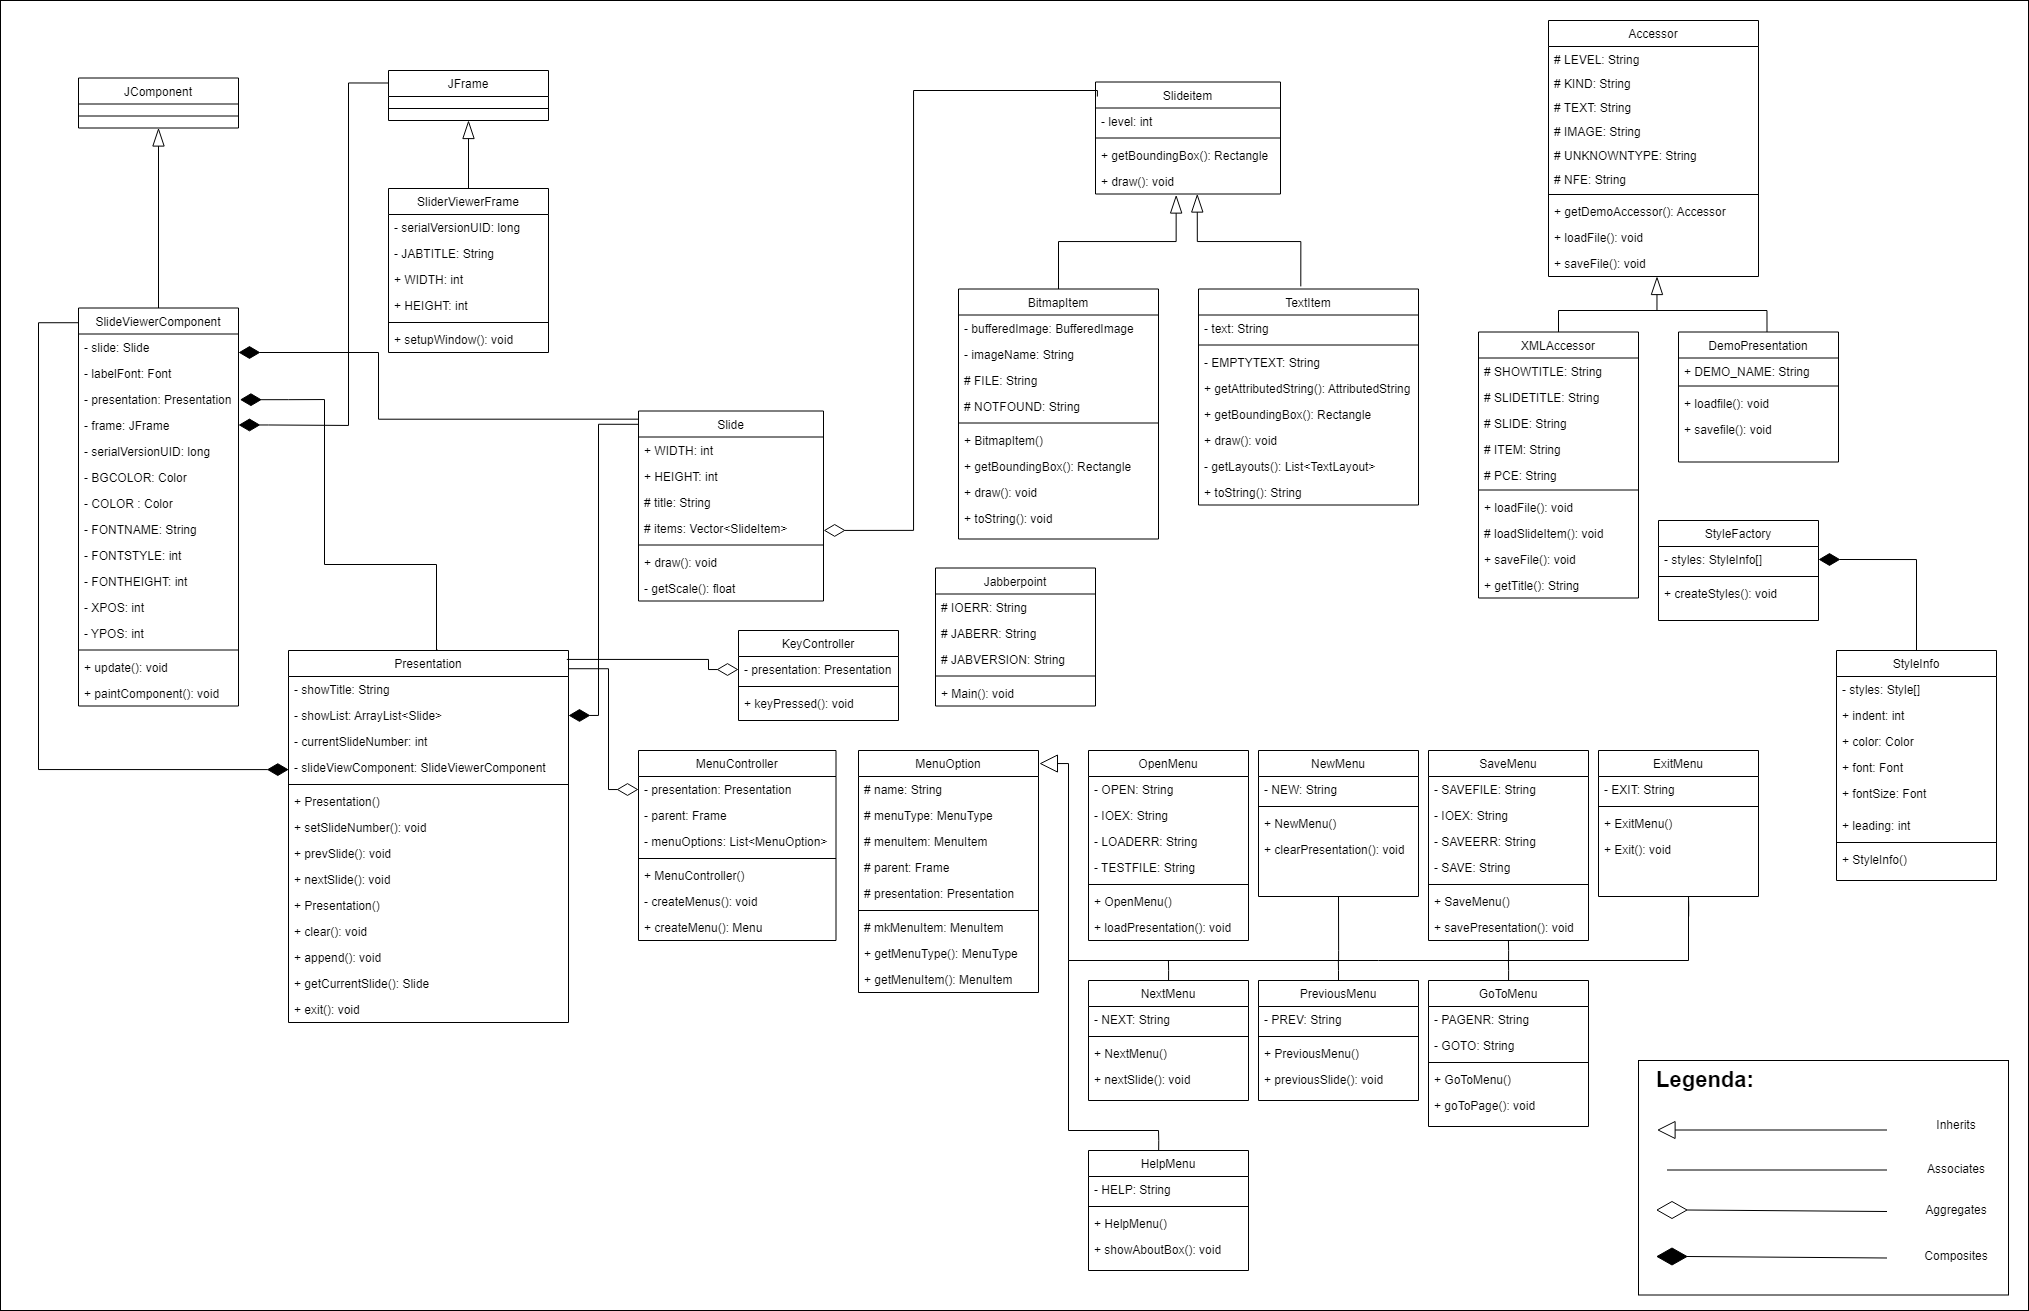 JComponent
JFrame
SliderViewerFrame
- serialVersionUID: long
- JABTITLE: String
+ WIDTH: int
+ HEIGHT: int
+ setupWindow(): void
SlideViewerComponent
- slide: Slide
- labelFont: Font
- presentation: Presentation
- frame: JFrame
- serialVersionUID: long
- BGCOLOR: Color
- COLOR : Color
- FONTNAME: String
- FONTSTYLE: int
- FONTHEIGHT: int
- XPOS: int
- YPOS: int
+ update(): void
+ paintComponent(): void
Slide
+ WIDTH: int
+ HEIGHT: int
# title: String
# items: Vector<SlideItem>
+ draw(): void
- getScale(): float
Slideitem
- level: int
+ getBoundingBox(): Rectangle
+ draw(): void
BitmapItem
- bufferedImage: BufferedImage
- imageName: String
# FILE: String
# NOTFOUND: String
+ BitmapItem()
+ getBoundingBox(): Rectangle
+ draw(): void
+ toString(): void
TextItem
- text: String
- EMPTYTEXT: String
+ getAttributedString(): AttributedString
+ getBoundingBox(): Rectangle
+ draw(): void
- getLayouts(): List<TextLayout>
+ toString(): String
Accessor
# LEVEL: String
# KIND: String
# TEXT: String
# IMAGE: String
# UNKNOWNTYPE: String
# NFE: String
+ getDemoAccessor(): Accessor
+ loadFile(): void
+ saveFile(): void
XMLAccessor
# SHOWTITLE: String
# SLIDETITLE: String
# SLIDE: String
# ITEM: String
# PCE: String
+ loadFile(): void
# loadSlideItem(): void
+ saveFile(): void
+ getTitle(): String
DemoPresentation
+ DEMO_NAME: String
+ loadfile(): void
+ savefile(): void
StyleFactory
- styles: StyleInfo[]
+ createStyles(): void
StyleInfo
- styles: Style[]
+ indent: int
+ color: Color
+ font: Font
+ fontSize: Font
+ leading: int
+ StyleInfo()
Jabberpoint
# IOERR: String
# JABERR: String
# JABVERSION: String
+ Main(): void
KeyController
- presentation: Presentation
+ keyPressed(): void
Presentation
- showTitle: String
- showList: ArrayList<Slide>
- currentSlideNumber: int
- slideViewComponent: SlideViewerComponent
+ Presentation()
+ setSlideNumber(): void
+ prevSlide(): void
+ nextSlide(): void
+ Presentation()
+ clear(): void
+ append(): void
+ getCurrentSlide(): Slide
+ exit(): void
MenuController
- presentation: Presentation
- parent: Frame
- menuOptions: List<MenuOption>
+ MenuController()
- createMenus(): void
+ createMenu(): Menu
MenuOption
# name: String
# menuType: MenuType
# menuItem: MenuItem
# parent: Frame
# presentation: Presentation
# mkMenuItem: MenuItem
+ getMenuType(): MenuType
+ getMenuItem(): MenuItem
OpenMenu
- OPEN: String
- IOEX: String
- LOADERR: String
- TESTFILE: String
+ OpenMenu()
+ loadPresentation(): void
NewMenu
- NEW: String
+ NewMenu()
+ clearPresentation(): void
SaveMenu
- SAVEFILE: String
- IOEX: String
- SAVEERR: String
- SAVE: String
+ SaveMenu()
+ savePresentation(): void
ExitMenu
- EXIT: String
+ ExitMenu()
+ Exit(): void
NextMenu
- NEXT: String
+ NextMenu()
+ nextSlide(): void
PreviousMenu
- PREV: String
+ PreviousMenu()
+ previousSlide(): void
GoToMenu
- PAGENR: String
- GOTO: String
+ GoToMenu()
+ goToPage(): void
HelpMenu
- HELP: String
+ HelpMenu()
+ showAboutBox(): void
Legenda:
Inherits
Associates
Aggregates
Composites